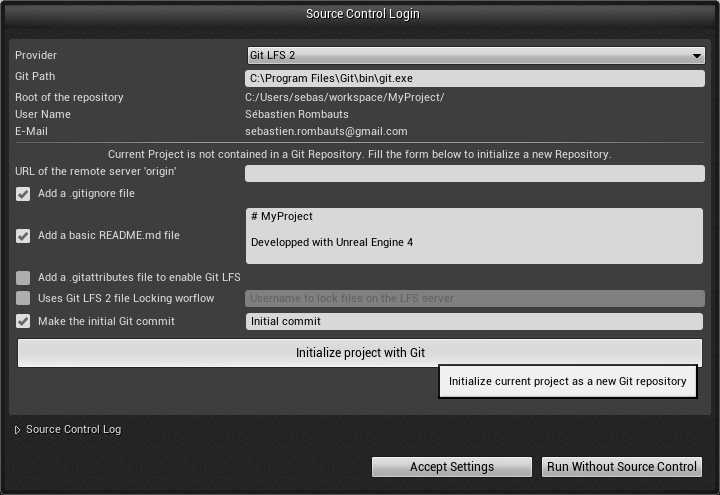 Source Control Login
Provider Git LFS 2
Git Path C:\Program Files\Git\bin\git.exe
Root of the repository C:/Users/sebas/workspace/MyProject/
User Name Sébastien Rombauts
E-Mail sebastien.rombauts@gmail.com
Current Project is not contained in a Git Repository. Fill the form below to initialize a new Repository.
URL of the remote server 'origin'
Add a .gitignore file
# MyProject
Add a basic README.md file
Developped with Unreal Engine 4
Add a .gitattributes file to enable Git LFS
Uses Git LFS 2 file Locking worflow Username to lock files on the LFS server
Make the initial Git commit Initial commit
Initialize project with Git
Initialize current project as a new Git repository
Source Control Log
Accept Settings Run Without Source Control